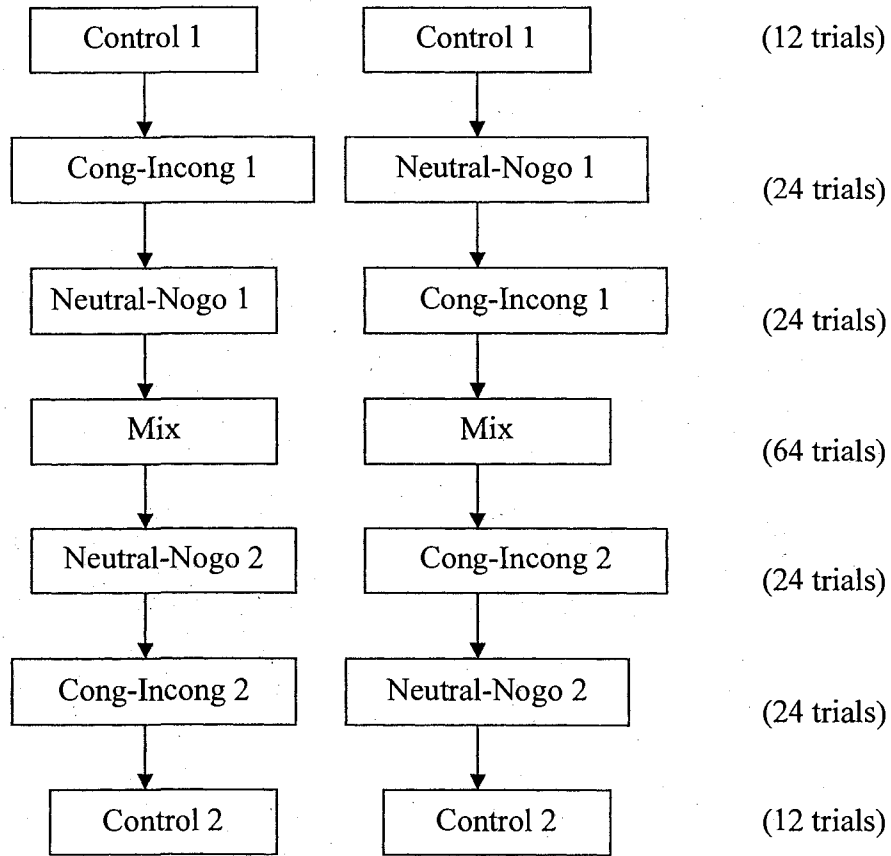 Control 1 Control 1 (12 trials)
Cong-Incong 1 Neutral-Nogo 1 (24 trials)
Neutral-Nogo 1 Cong-Incong 1 (24 trials)
Mix Mix (64 trials)
Neutral-Nogo 2 Cong-Incong 2 (24 trials)
Cong-Incong 2 Neutral-Nogo 2 (24 trials)
Control 2 Control 2 (12 trials)